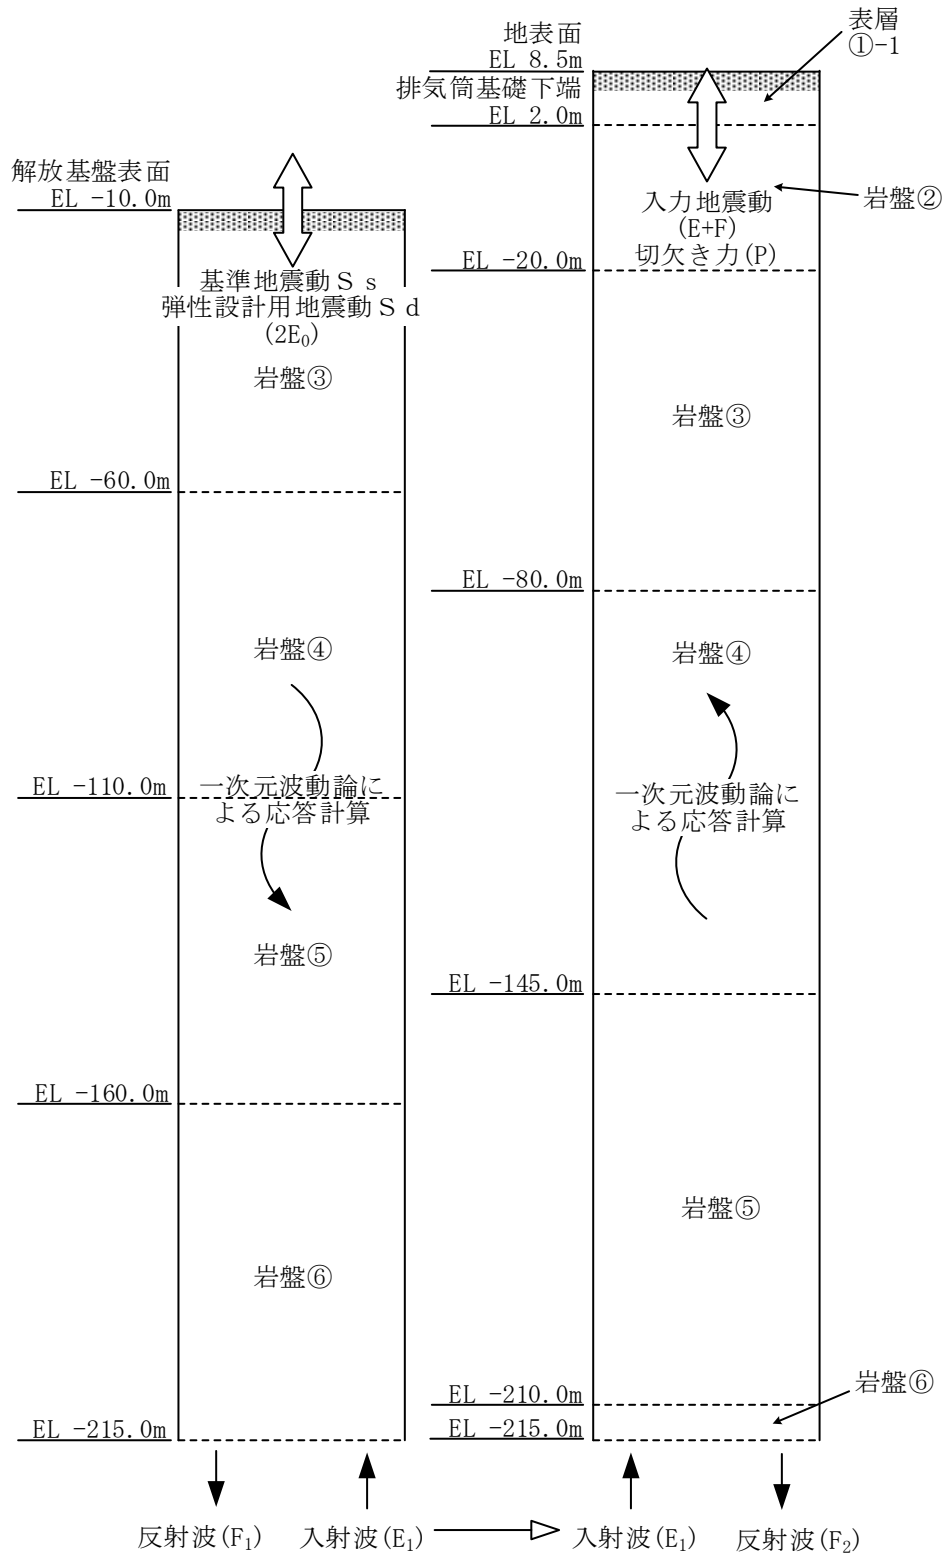 解放基盤表面
EL -10.0m
基準地震動Ｓｓ
弾性設計用地震動Ｓｄ
(2E₀)
岩盤③
EL -60.0m
岩盤④
EL -110.0m
一次元波動論に
よる応答計算
岩盤⑤
EL -160.0m
岩盤⑥
EL -215.0m
反射波(F₁)
入射波(E₁)
地表面
EL 8.5m
排気筒基礎下端
EL 2.0m
表層
①-1
岩盤②
入力地震動
(E+F)
切欠き力(P)
EL -20.0m
岩盤③
EL -80.0m
岩盤④
一次元波動論に
よる応答計算
EL -145.0m
岩盤⑤
EL -210.0m
岩盤⑥
EL -215.0m
入射波(E₁)
反射波(F₂)